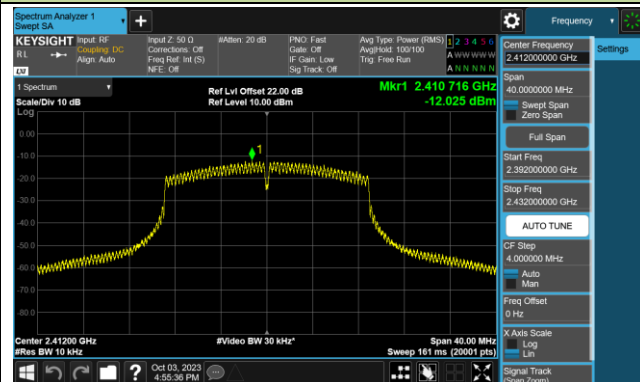 Spectrum Analyzer 1
Swept SA
Frequency
KEYSIGHT
RL
LXI
Input: RF
Coupling: DC
Align: Auto
Input Z: 50 Ω
Corrections: Off
Freq Ref: Int (S)
NFE: Off
#Atten: 20 dB
PNO: Fast
Gate: Off
IF Gain: Low
Sig Track: Off
Avg Type: Power (RMS)
Avg|Hold: 100/100
Trig: Free Run
1 2 3 4 5 6
A W W W W W
A N N N N N
Settings
1 Spectrum
Scale/Div 10 dB
Log
Ref Lvl Offset 22.00 dB
Ref Level 10.00 dBm
Mkr1 2.410 716 GHz
-12.025 dBm
1
0.00
-10.0
-20.0
-30.0
-40.0
-50.0
-60.0
-70.0
-80.0
Center 2.41200 GHz
#Res BW 10 kHz
#Video BW 30 kHz*
Span 40.00 MHz
Sweep 161 ms (20001 pts)
Oct 03, 2023
4:55:36 PM
Center Frequency
2.412000000 GHz
Span
40.0000000 MHz
Swept Span
Zero Span
Full Span
Start Freq
2.392000000 GHz
Stop Freq
2.432000000 GHz
AUTO TUNE
CF Step
4.000000 MHz
Auto
Man
Freq Offset
0 Hz
X Axis Scale
Log
Lin
Signal Track
(Span Zoom)